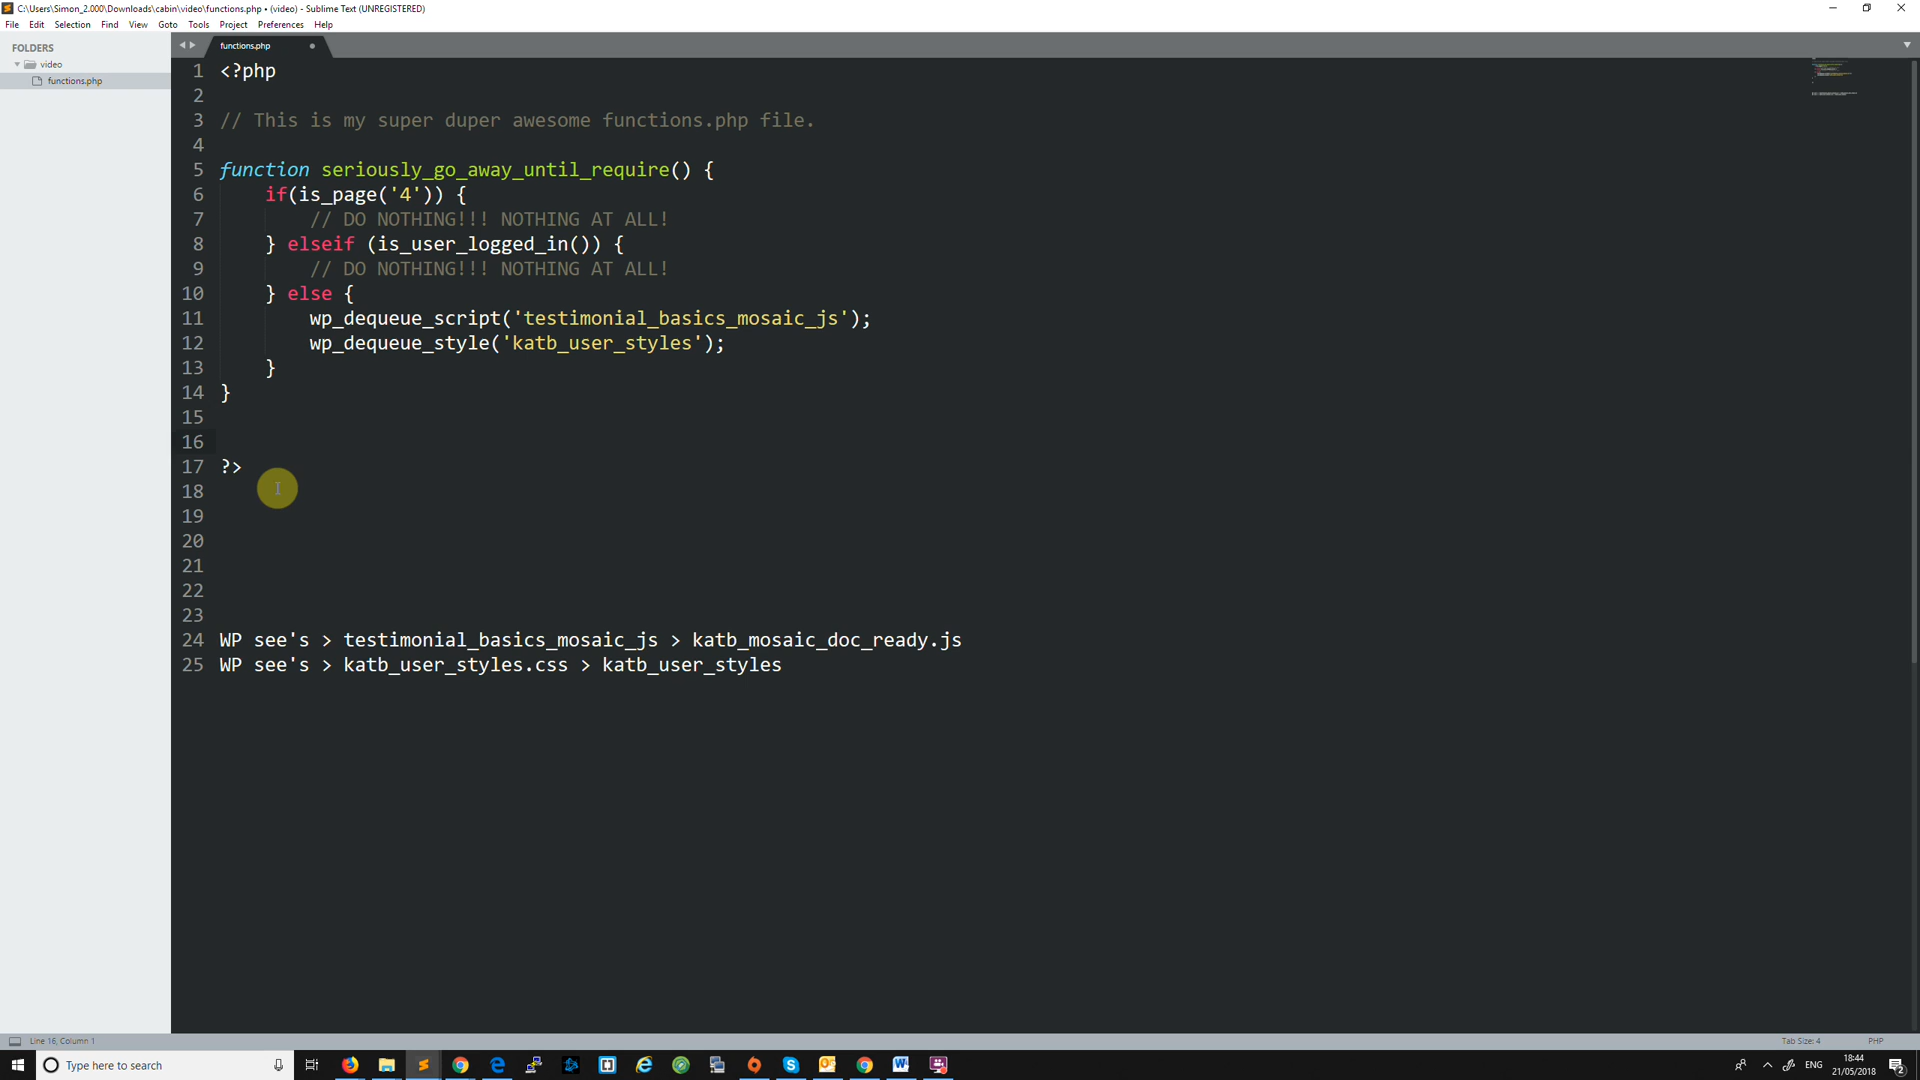 C:\Users\Simon_2.000\Downloads\cabin\video\functions.php • (video) - Sublime Text (UNREGISTERED)
File Edit Selection Find View Goto Tools Project Preferences Help
FOLDERS
video
functions.php
functions.php
1 <?php
2
3 // This is my super duper awesome functions.php file.
4
5 function seriously_go_away_until_require() {
6 if(is_page('4')) {
7 // DO NOTHING!!! NOTHING AT ALL!
8 } elseif (is_user_logged_in()) {
9 // DO NOTHING!!! NOTHING AT ALL!
10 } else {
11 wp_dequeue_script('testimonial_basics_mosaic_js');
12 wp_dequeue_style('katb_user_styles');
13 }
14 }
15
16
17 ?>
18
19
20
21
22
23
24 WP see's > testimonial_basics_mosaic_js > katb_mosaic_doc_ready.js
25 WP see's > katb_user_styles.css > katb_user_styles
Line 16, Column 1
Tab Size: 4
PHP
Type here to search
ENG
18:44
21/05/2018
2